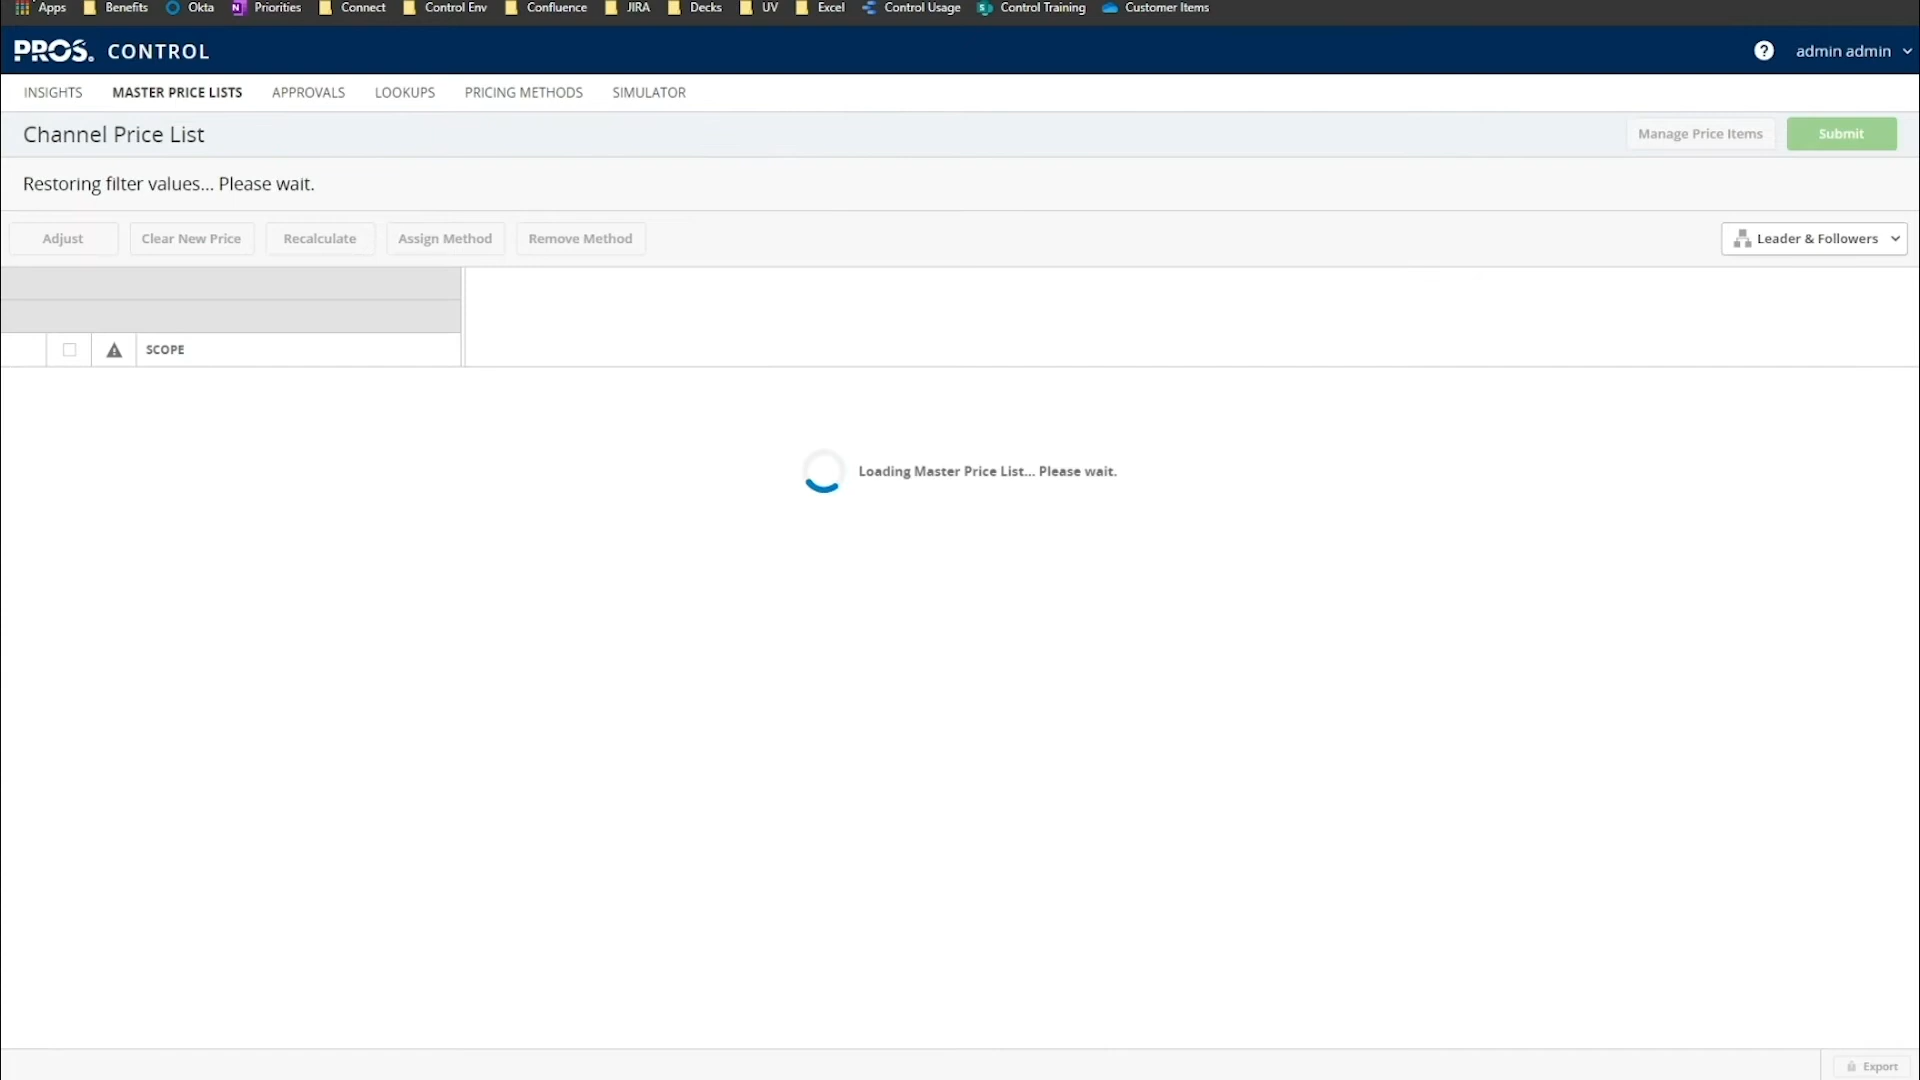 Apps Benefits Okta Priorities Connect Control Env Confluence JIRA Decks UV Excel Control Usage Control Training Customer Items
PROS. CONTROL ? admin admin
INSIGHTS MASTER PRICE LISTS APPROVALS LOOKUPS PRICING METHODS SIMULATOR
Channel Price List Manage Price Items Submit
Restoring filter values... Please wait.
Adjust Clear New Price Recalculate Assign Method Remove Method Leader & Followers
SCOPE
Loading Master Price List... Please wait.
Export